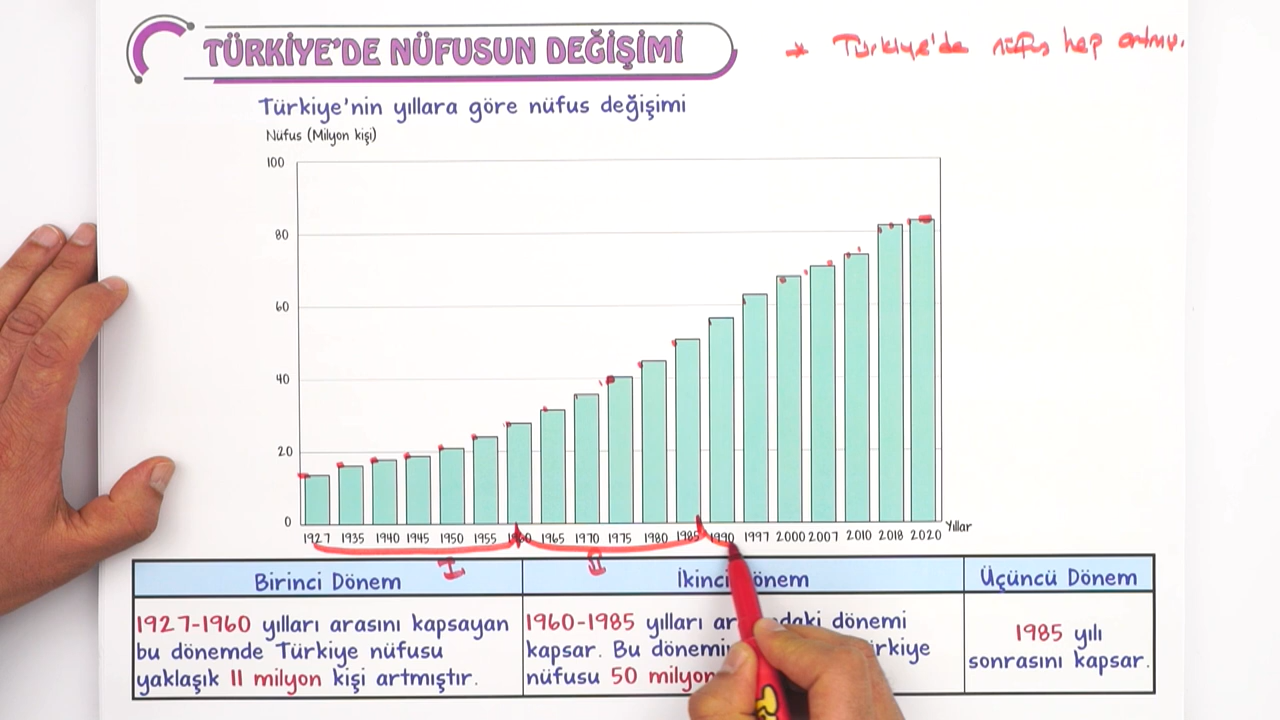 TÜRKİYE'DE NÜFUSUN DEĞİŞİMİ
* Türkiye'de nüfus hep
Türkiye'nin yıllara göre nüfus değişimi
Nüfus (Milyon kişi)
100
80
60
40
20
0
Yıllar
1927 1935 1940 1945 1950 1955 1960 1965 1970 1975 1980 1985 1990 1997 2000 2007 2010 2018 2020
I II
Birinci Dönem
1927-1960 yılları arasını kapsayan
bu dönemde Türkiye nüfusu
yaklaşık 11 milyon kişi artmıştır.
İkinci Dönem
1960-1985 yılları dönemi
kapsar. Bu
nüfusu 50 milyon
Üçüncü Dönem
1985 yılı
sonrasını kapsar.